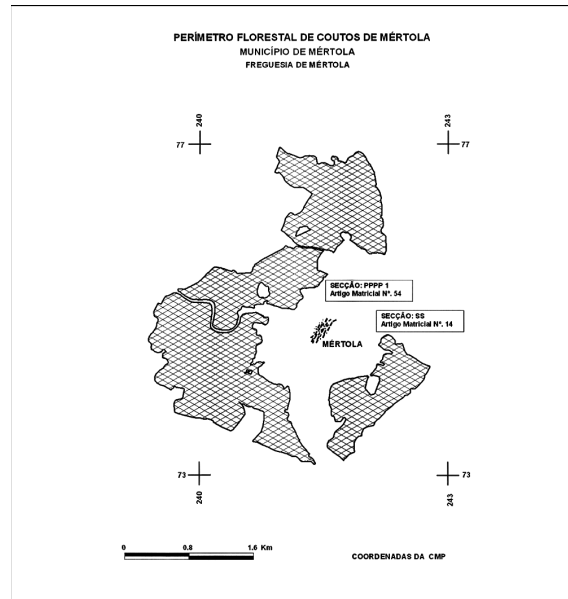 PERÍMETRO FLORESTAL DE COUTOS DE MÉRTOLA
MUNICÍPIO DE MÉRTOLA
FREGUESIA DE MÉRTOLA
240
243
77
77
SECÇÃO: PPPP 1
Artigo Matricial Nº. 54
SECÇÃO: SS
Artigo Matricial Nº. 14
MÉRTOLA
73
73
240
243
0 0.8 1.6 Km
COORDENADAS DA CMP